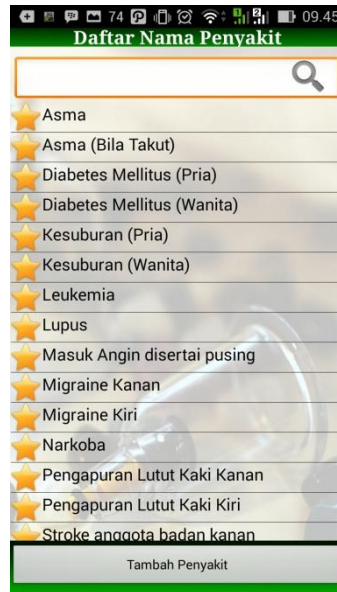 74 09.45
Daftar Nama Penyakit
Asma
Asma (Bila Takut)
Diabetes Mellitus (Pria)
Diabetes Mellitus (Wanita)
Kesuburan (Pria)
Kesuburan (Wanita)
Leukemia
Lupus
Masuk Angin disertai pusing
Migraine Kanan
Migraine Kiri
Narkoba
Pengapuran Lutut Kaki Kanan
Pengapuran Lutut Kaki Kiri
Stroke anggota badan kanan
Tambah Penyakit